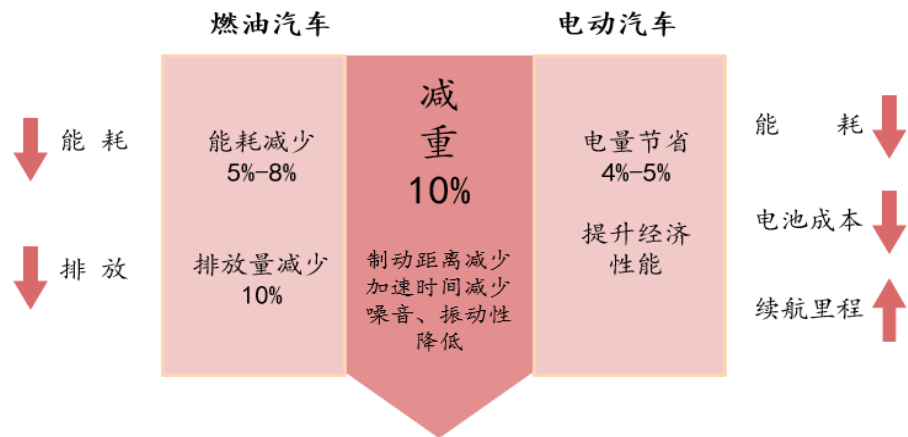 燃油汽车
电动汽车
能 耗
排 放
能耗减少
5%-8%
排放量减少
10%
减
重
10%
制动距离减少
加速时间减少
噪音、振动性
降低
电量节省
4%-5%
提升经济
性能
能 耗
电池成本
续航里程